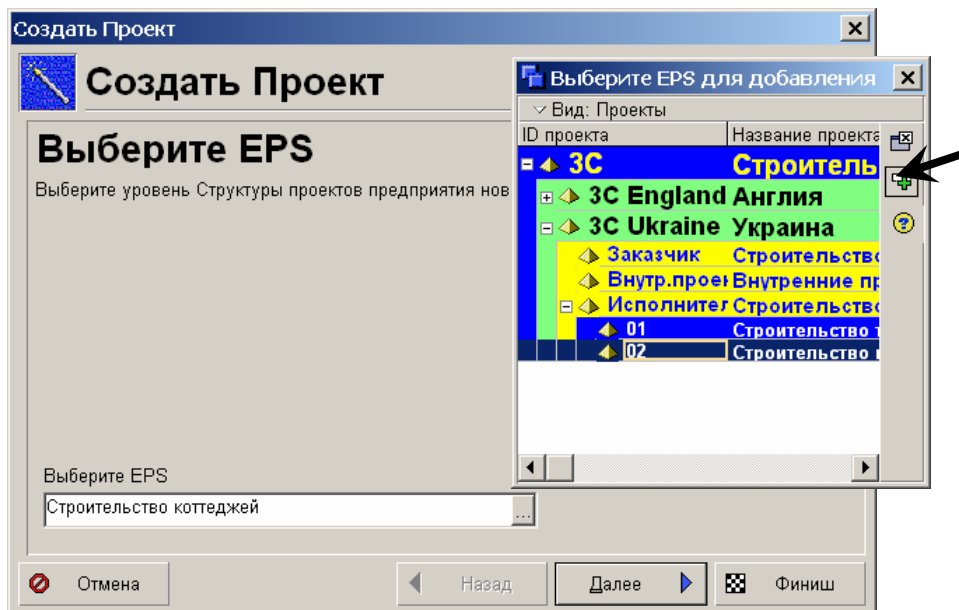 Создать Проект
Создать Проект
Выберите EPS
Выберите уровень Структуры проектов предприятия нов
Выберите EPS
Строительство коттеджей
...
Отмена
Назад
Далее
Финиш
Выберите EPS для добавления
Вид: Проекты
ID проекта Название проекта
3C Строитель
3C England Англия
3C Ukraine Украина
Заказчик Строительство
Внутр.прое Внутренние пр
Исполнител Строительство
01 Строительство т
02 Строительство